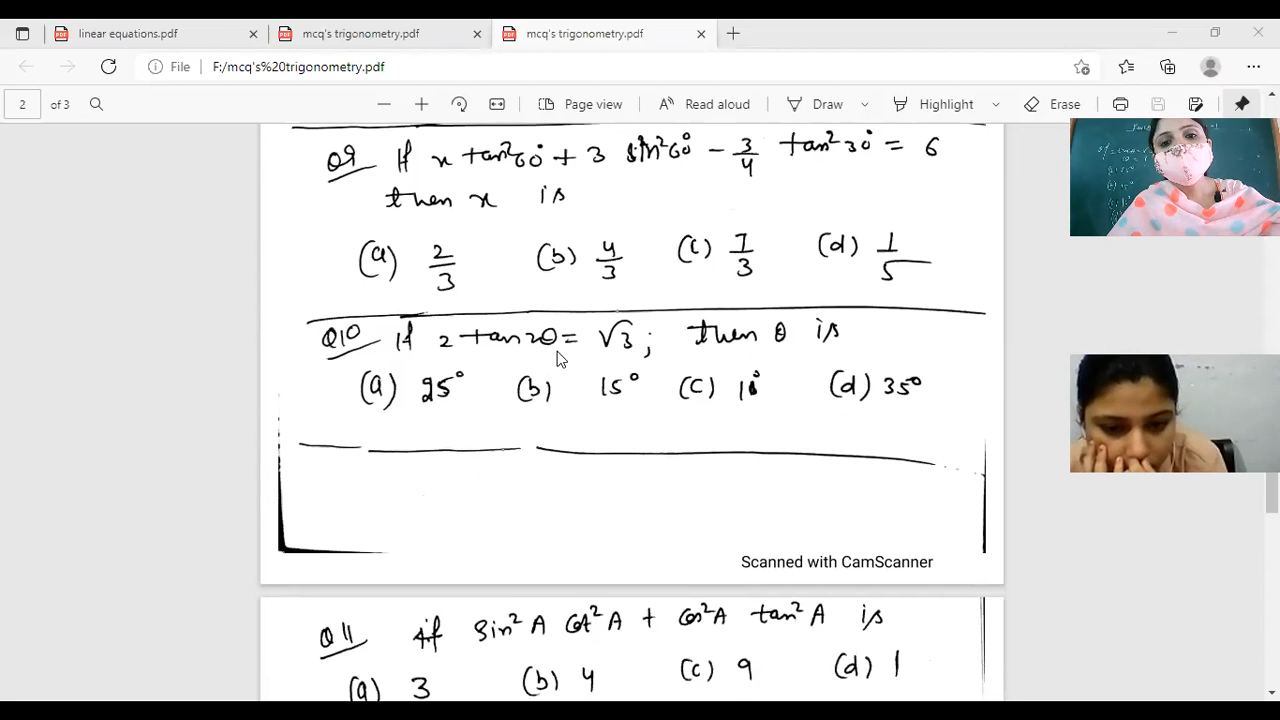 linear equations.pdf
mcq's trigonometry.pdf
mcq's trigonometry.pdf
File F:/mcq's%20trigonometry.pdf
2 of 3 Page view Read aloud Draw Highlight Erase
Q9 If x tan²60° + 3 sin²60° - 3/4 tan²30° = 6
then x is
(a) 2/3 (b) 4/3 (c) 7/3 (d) 1/5
Q10 If 2 tan2θ = √3; then θ is
(a) 25° (b) 15° (c) 10° (d) 35°
Scanned with CamScanner
Q11 if Sin²A Cot²A + Cos²A tan²A is
(a) 3 (b) 4 (c) 9 (d) 1